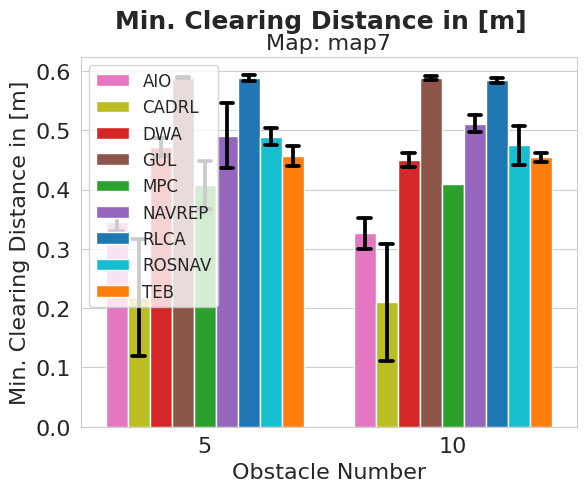 Min. Clearing Distance in [m]
Map: map7
Min. Clearing Distance in [m]
0.6
0.5
0.4
0.3
0.2
0.1
0.0
AIO
CADRL
DWA
GUL
MPC
NAVREP
RLCA
ROSNAV
TEB
5
10
Obstacle Number